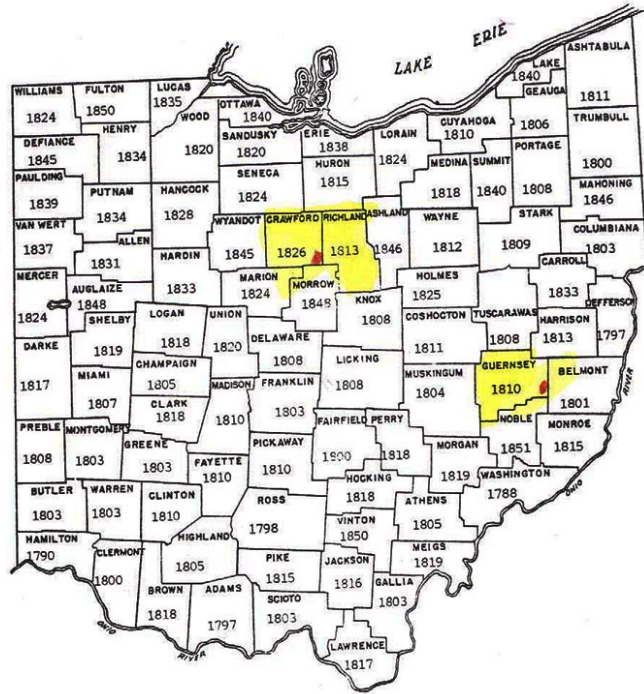 LAKE ERIE
ASHTABULA
1811
LAKE
1840
GEAUGA
1806
WILLIAMS
1824
FULTON
1850
LUCAS
1835
OTTAWA
1840
WOOD
1820
SANDUSKY
1820
ERIE
1838
LORAIN
1824
CUYAHOGA
1810
TRUMBULL
1800
DEFIANCE
1845
HENRY
1834
SENECA
1824
HURON
1815
MEDINA
1818
SUMMIT
1840
PORTAGE
1808
MAHONING
1846
PAULDING
1839
PUTNAM
1834
HANCOCK
1828
WYANDOT
1845
CRAWFORD
1826
RICHLAND
1813
ASHLAND
1846
WAYNE
1812
STARK
1809
COLUMBIANA
1803
VAN WERT
1837
ALLEN
1831
HARDIN
1833
MARION
1824
MORROW
1848
KNOX
1808
HOLMES
1825
CARROLL
1833
JEFFERSO
1797
MERCER
1824
AUGLAIZE
1848
SHELBY
1819
LOGAN
1818
UNION
1820
DELAWARE
1808
COSHOCTON
1811
TUSCARAWAS
1808
HARRISON
1813
DARKE
1817
MIAMI
1807
CHAMPAIGN
1805
CLARK
1818
MADISON
1810
FRANKLIN
1803
LICKING
1808
MUSKINGUM
1804
GUERNSEY
1810
BELMONT
1801
RIVER
PREBLE
1808
MONTGOMERY
1803
GREENE
1803
FAYETTE
1810
PICKAWAY
1810
FAIRFIELD
PERRY
1818
MORGAN
1819
NOBLE
1851
MONROE
1815
WASHINGTON
1788
OHIO
BUTLER
1803
WARREN
1803
CLINTON
1810
ROSS
1798
HOCKING
1818
VINTON
1850
ATHENS
1805
MEIGS
1819
HAMILTON
1790
CLERMONT
1800
HIGHLAND
1805
PIKE
1815
JACKSON
1816
GALLIA
1803
BROWN
1818
ADAMS
1797
SCIOTO
1803
LAWRENCE
1817
OHIO
RIVER